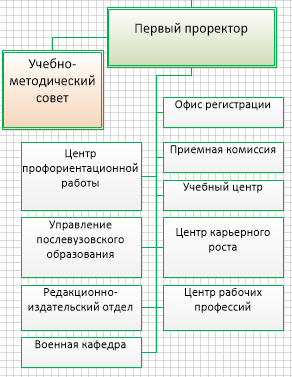 Первый проректор
Учебно-
методический
совет
Офис регистрации
Центр
профориентационной
работы
Приемная комиссия
Учебный центр
Управление
послевузовского
образования
Центр карьерного
роста
Редакционно-
издательский отдел
Центр рабочих
профессий
Военная кафедра